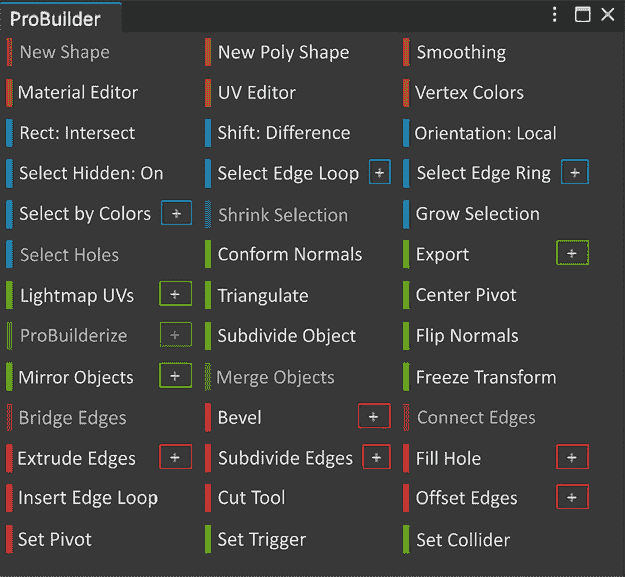 ProBuilder
New Shape New Poly Shape Smoothing
Material Editor UV Editor Vertex Colors
Rect: Intersect Shift: Difference Orientation: Local
Select Hidden: On Select Edge Loop + Select Edge Ring +
Select by Colors + Shrink Selection Grow Selection
Select Holes Conform Normals Export +
Lightmap UVs + Triangulate Center Pivot
ProBuilderize + Subdivide Object Flip Normals
Mirror Objects + Merge Objects Freeze Transform
Bridge Edges Bevel + Connect Edges
Extrude Edges + Subdivide Edges + Fill Hole +
Insert Edge Loop Cut Tool Offset Edges +
Set Pivot Set Trigger Set Collider